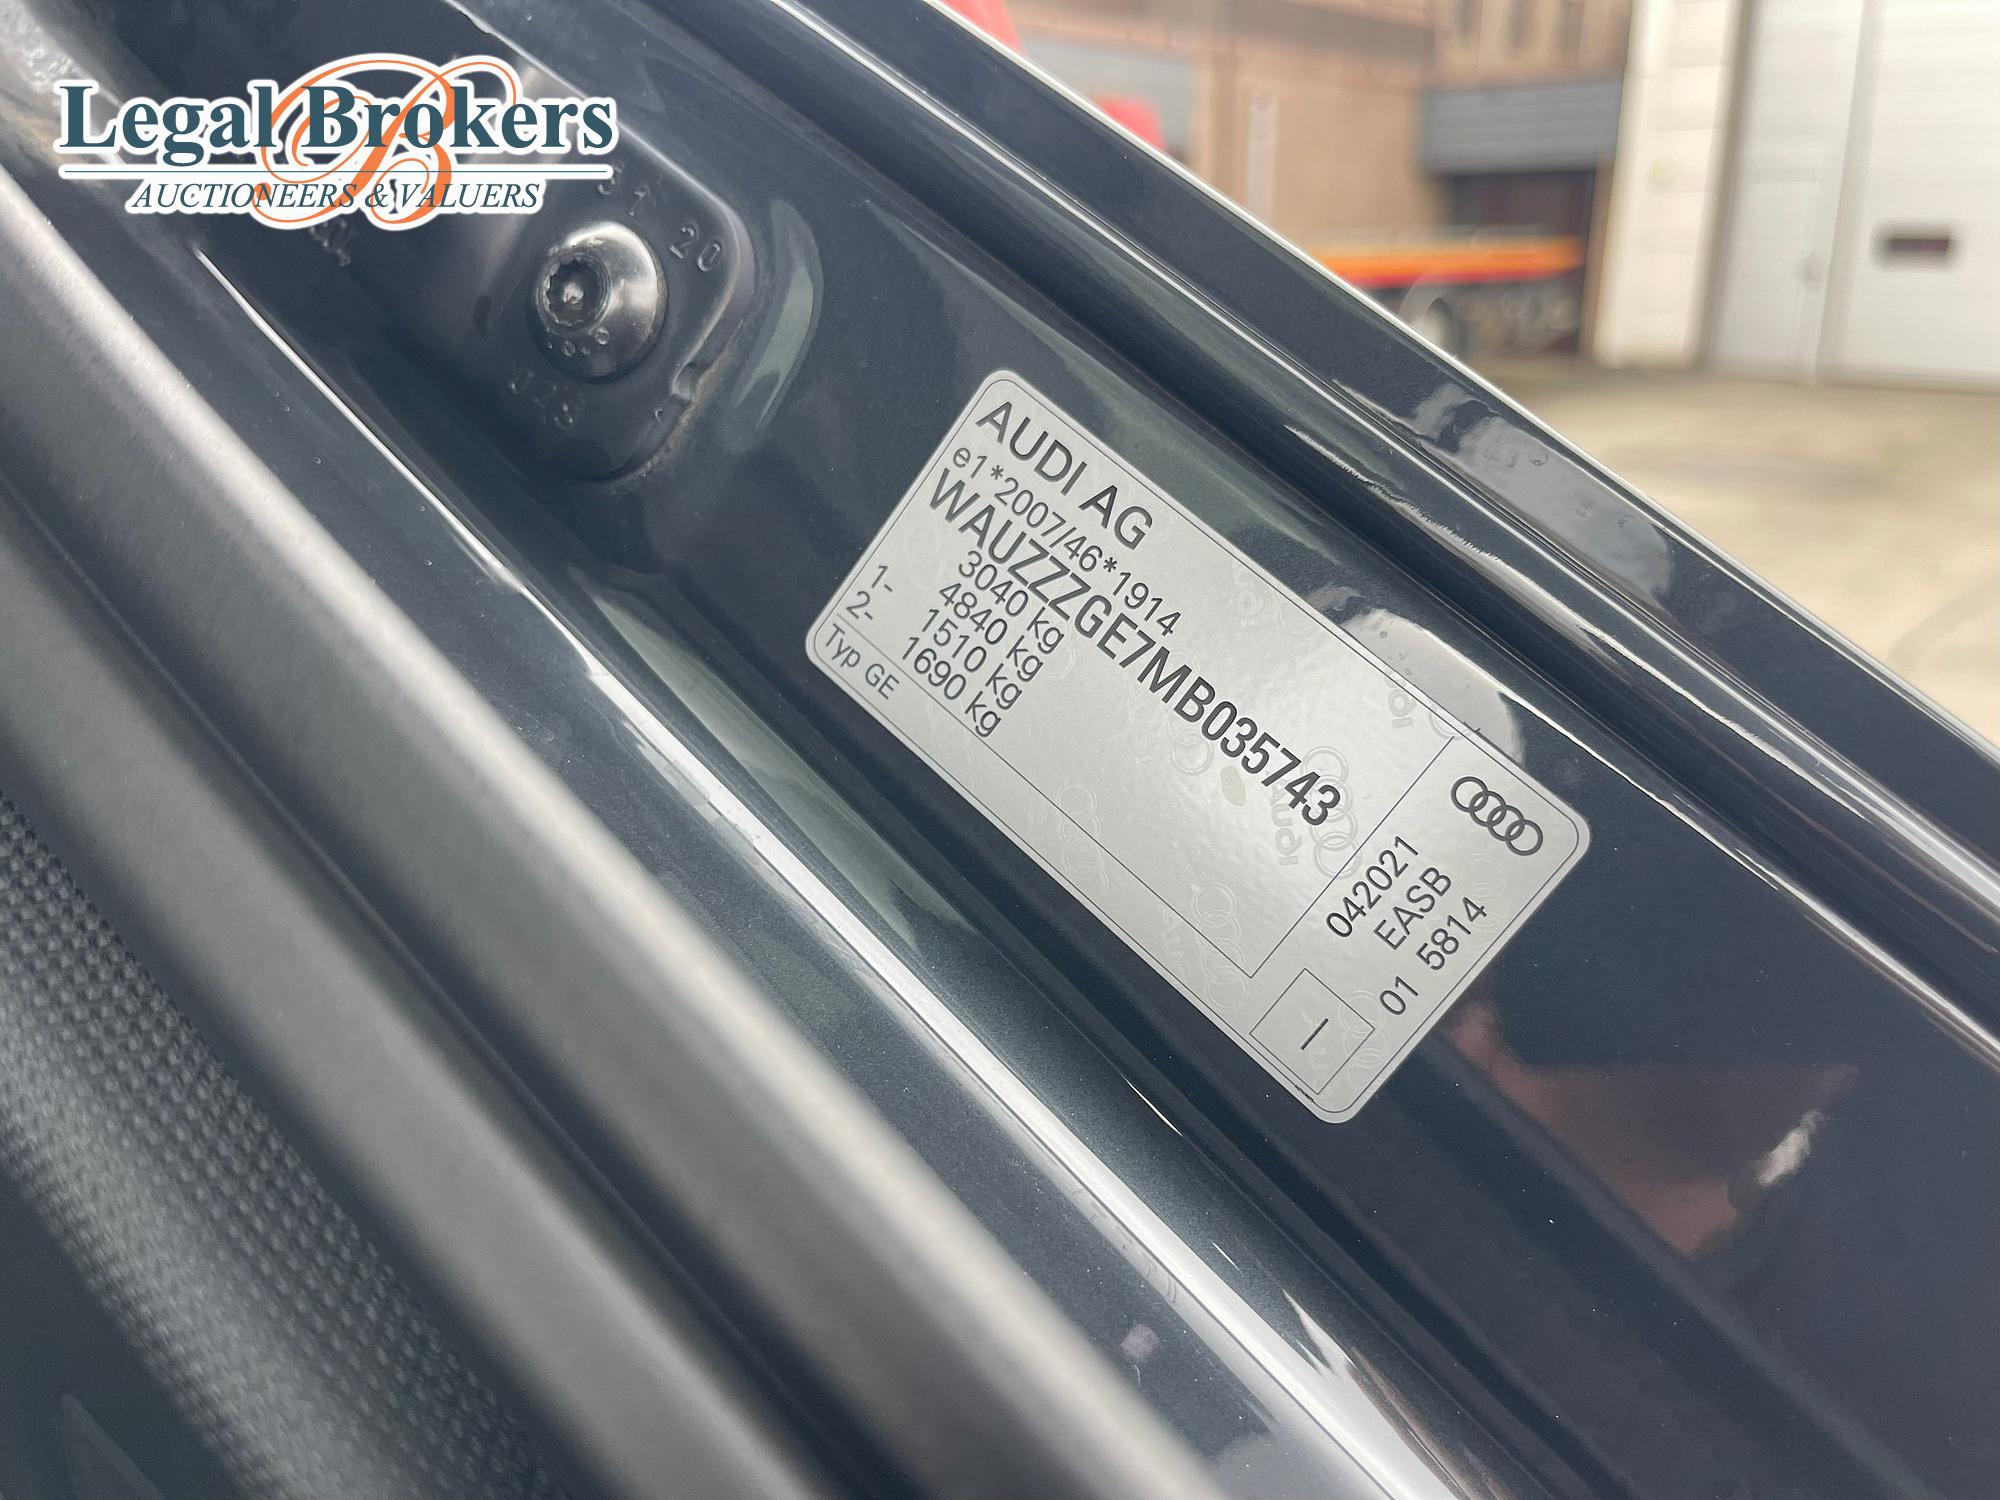 Legal Brokers
AUCTIONEERS & VALUERS
20
AUDI AG
e1*2007/46*1914
WAUZZZGE7MB035743
3040 kg
4840 kg
1- 1510 kg
2- 1690 kg
Typ GE
042021
EASB
01 5814